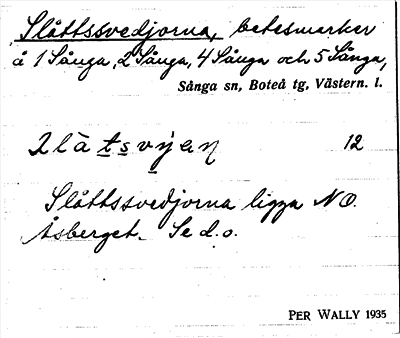 Slåttssvedjorna, betesmarker
å 1 Sånga, 2 Sånga, 4 Sånga och 5 Sånga,
Sånga sn, Boteå tg, Västern. l.
12
Slåttssvedjorna ligga NO.
Åsberget. Se d.o.
PER WALLY 1935